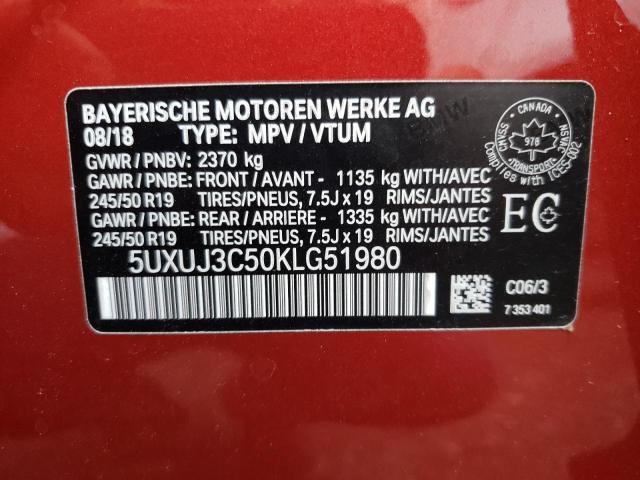 BAYERISCHE MOTOREN WERKE AG
08/18 TYPE: MPV / VTUM
GVWR / PNBV: 2370 kg
GAWR / PNBE: FRONT / AVANT - 1135 kg WITH/AVEC
245/50 R19 TIRES/PNEUS, 7.5J x 19 RIMS/JANTES
GAWR / PNBE: REAR / ARRIERE - 1335 kg WITH/AVEC
245/50 R19 TIRES/PNEUS, 7.5J x 19 RIMS/JANTES
5UXUJ3C50KLG51980
CANADA
978
TRANSPORT
NSVAC
Complies with / ICES-002
EC
C06/3
7 353 401